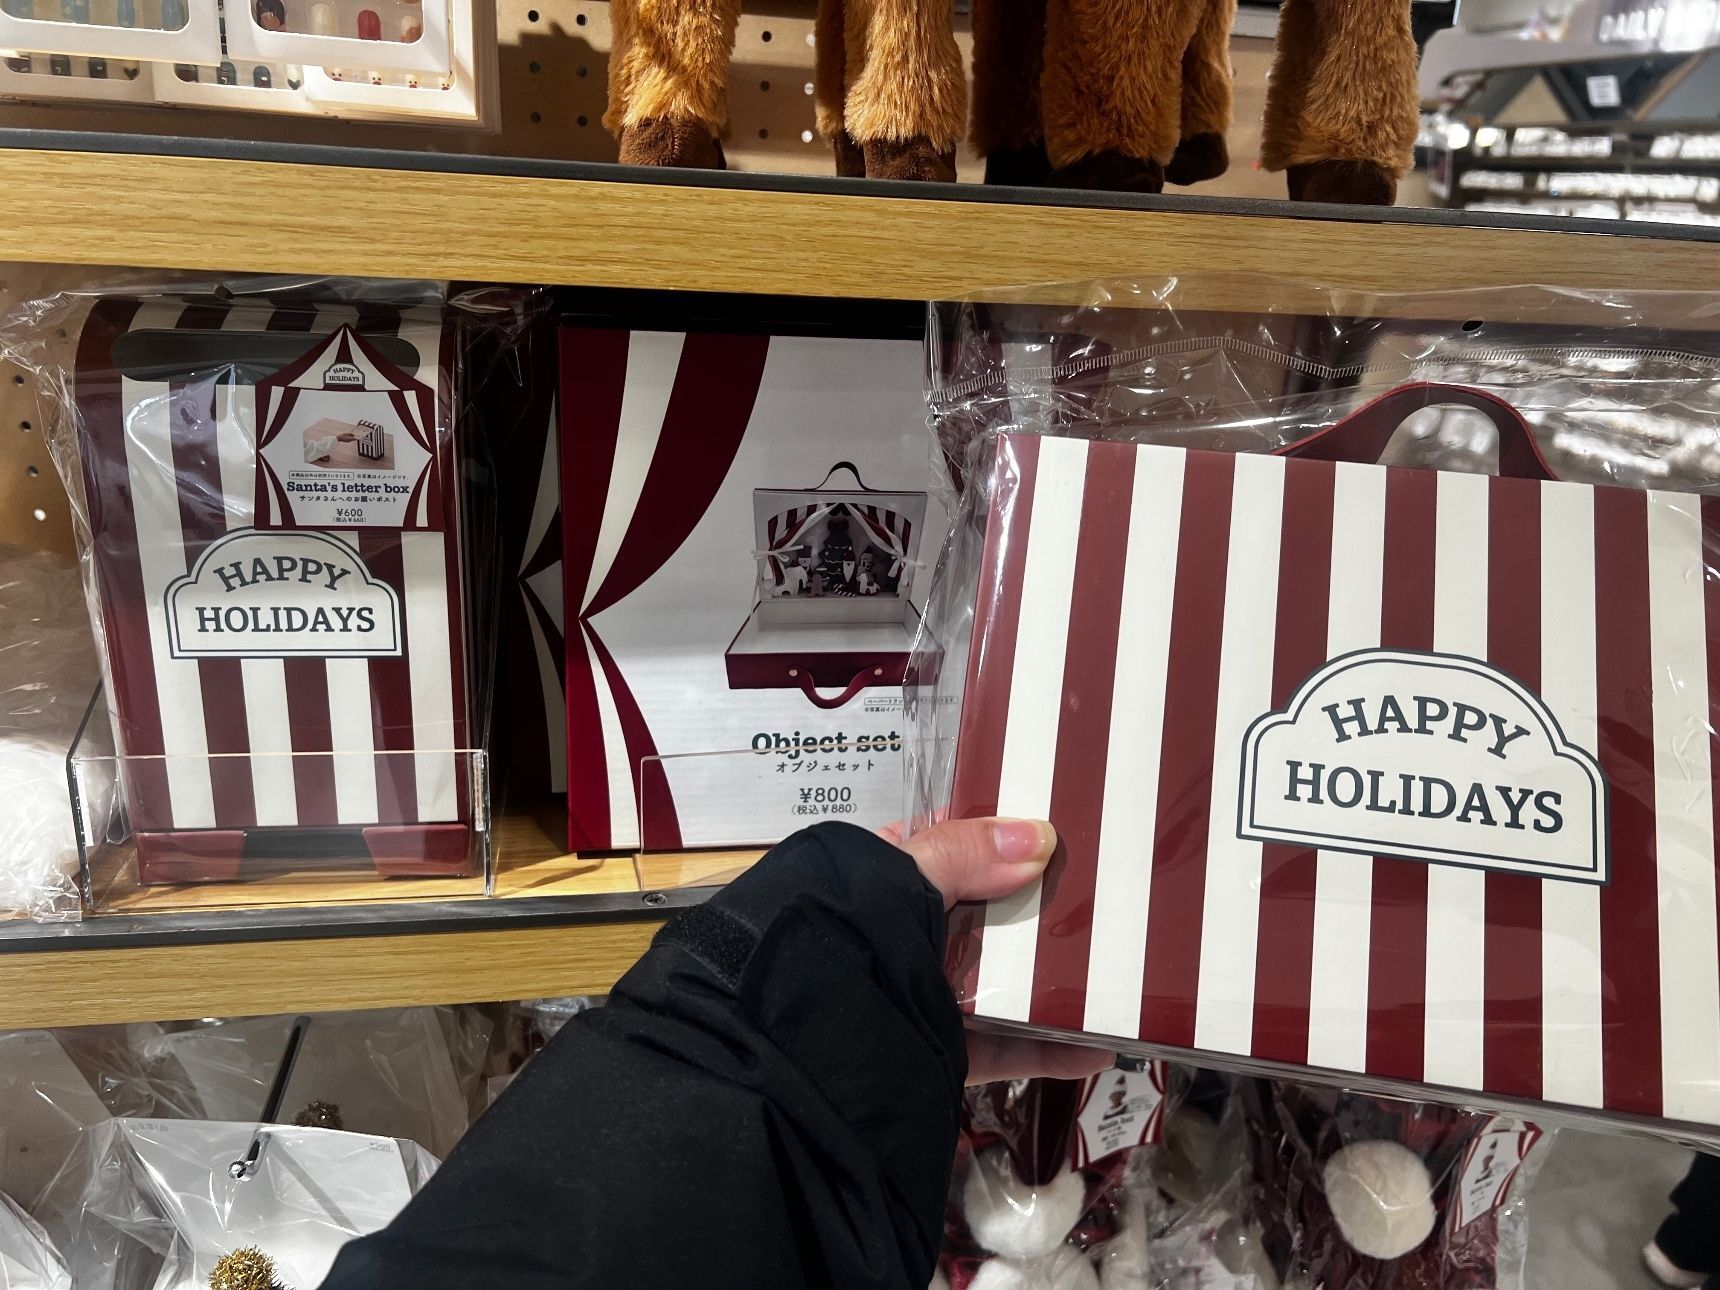 DAILY
HAPPY
HOLIDAYS
Santa's letter box
サンタさんへのお願いポスト
¥600
(税込¥660)
HAPPY
HOLIDAYS
Object set
オブジェセット
¥800
(税込¥880)
HAPPY
HOLIDAYS